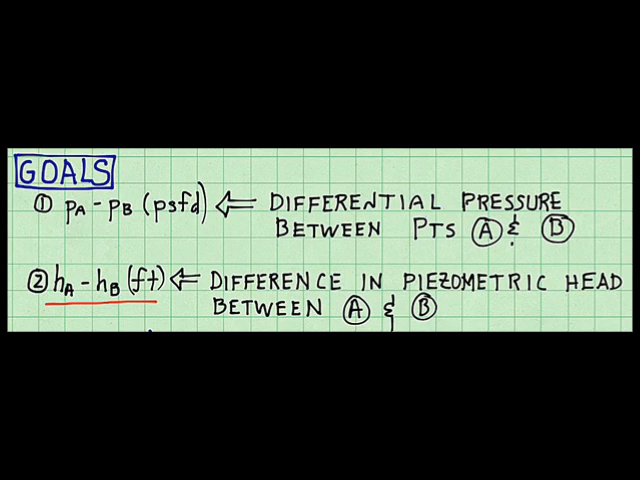 GOALS
① pA - pB (psfd) ⇐ DIFFERENTIAL PRESSURE
BETWEEN PTS Ⓐ & Ⓑ
② hA - hB (ft) ⇐ DIFFERENCE IN PIEZOMETRIC HEAD
BETWEEN Ⓐ & Ⓑ